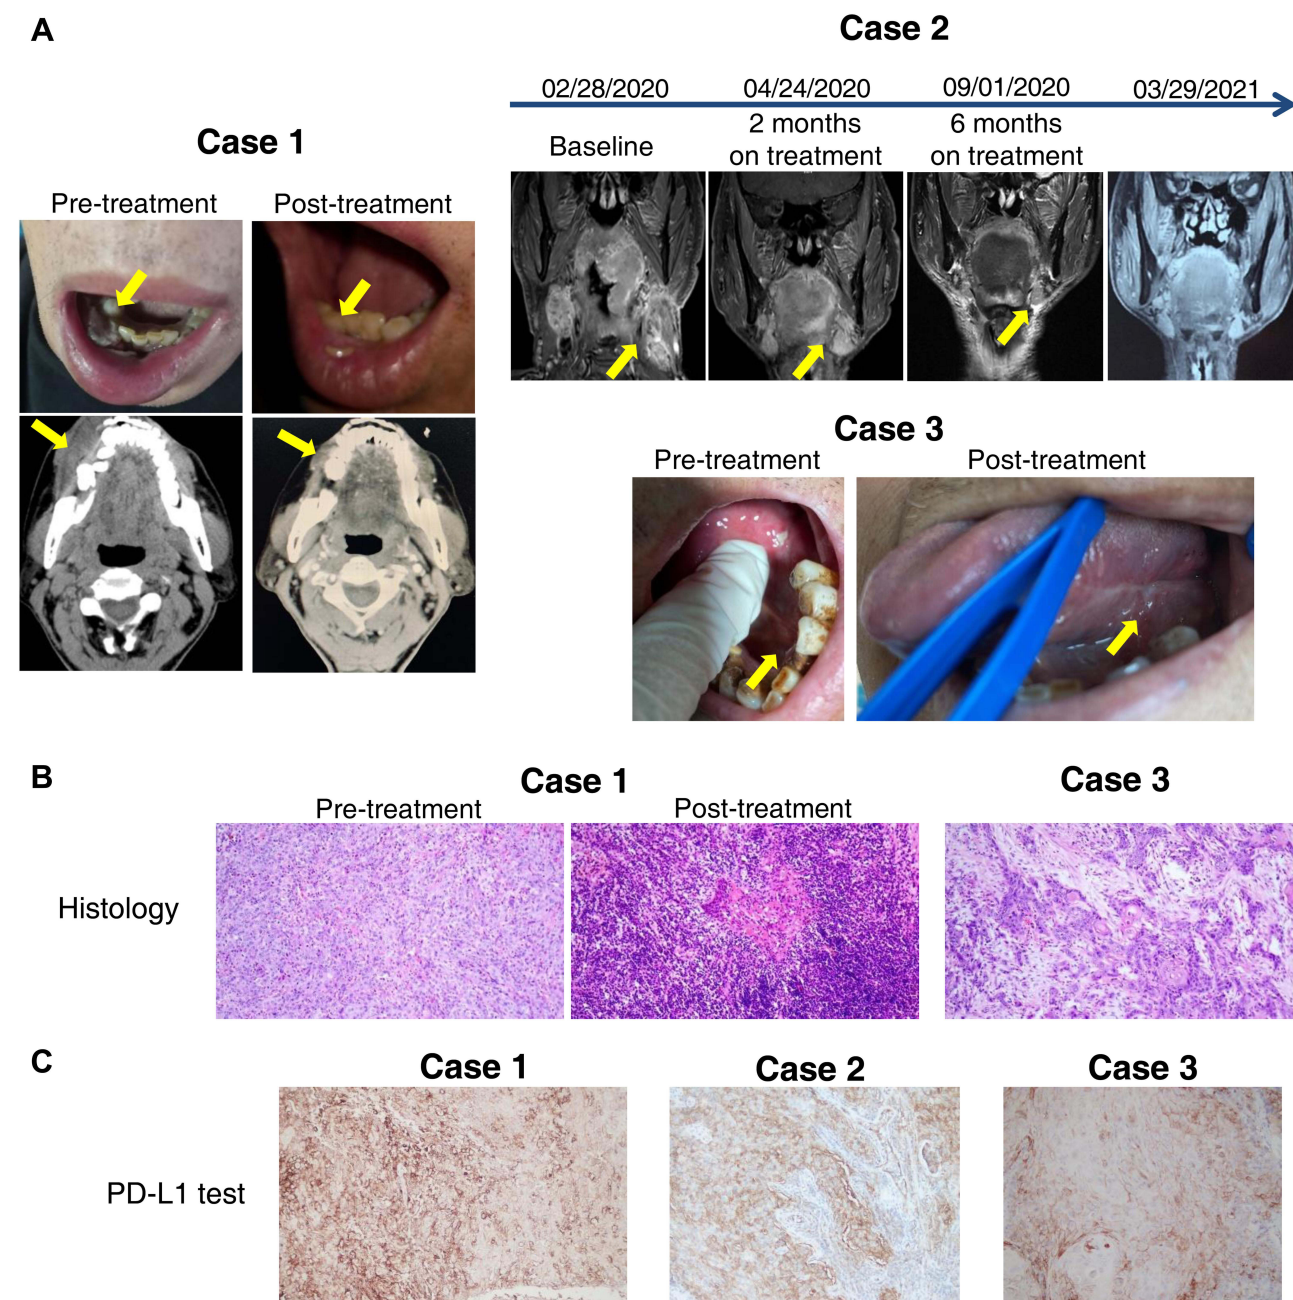 A
Case 1
Pre-treatment
Post-treatment
Case 2
02/28/2020
04/24/2020
09/01/2020
03/29/2021
Baseline
2 months
on treatment
6 months
on treatment
Case 3
Pre-treatment
Post-treatment
B
Case 1
Case 3
Pre-treatment
Post-treatment
Histology
C
Case 1
Case 2
Case 3
PD-L1 test